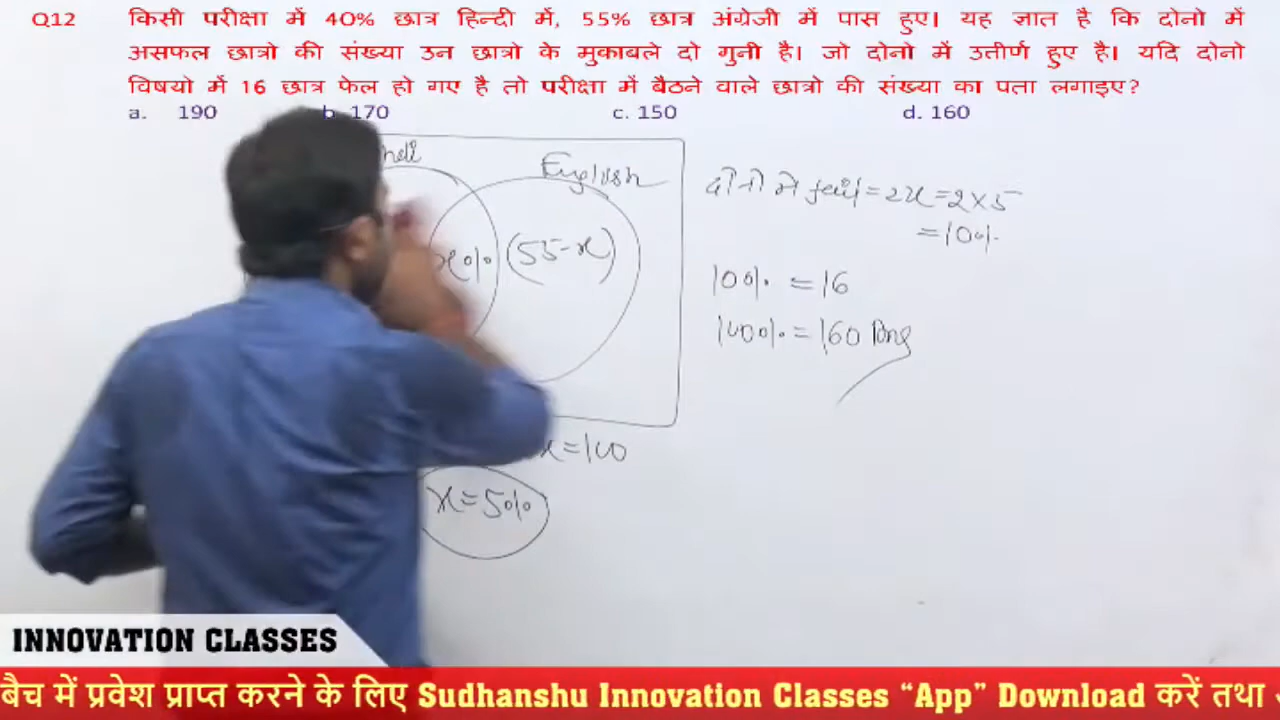 Q12 किसी परीक्षा में 40% छात्र हिन्दी में, 55% छात्र अंग्रेजी में पास हुए। यह ज्ञात है कि दोनो में
असफल छात्रो की संख्या उन छात्रो के मुकाबले दो गुनी है। जो दोनो में उतीर्ण हुए है। यदि दोनो
विषयो में 16 छात्र फेल हो गए है तो परीक्षा में बैठने वाले छात्रो की संख्या का पता लगाइए?
a. 190 b. 170 c. 150 d. 160
English
दोनो मे fail = 2x = 2×5
= 10%
x% (55-x)
10% = 16
100% = 160 Ans
x = 100
x = 5%
INNOVATION CLASSES
बैच में प्रवेश प्राप्त करने के लिए Sudhanshu Innovation Classes “App” Download करें तथा